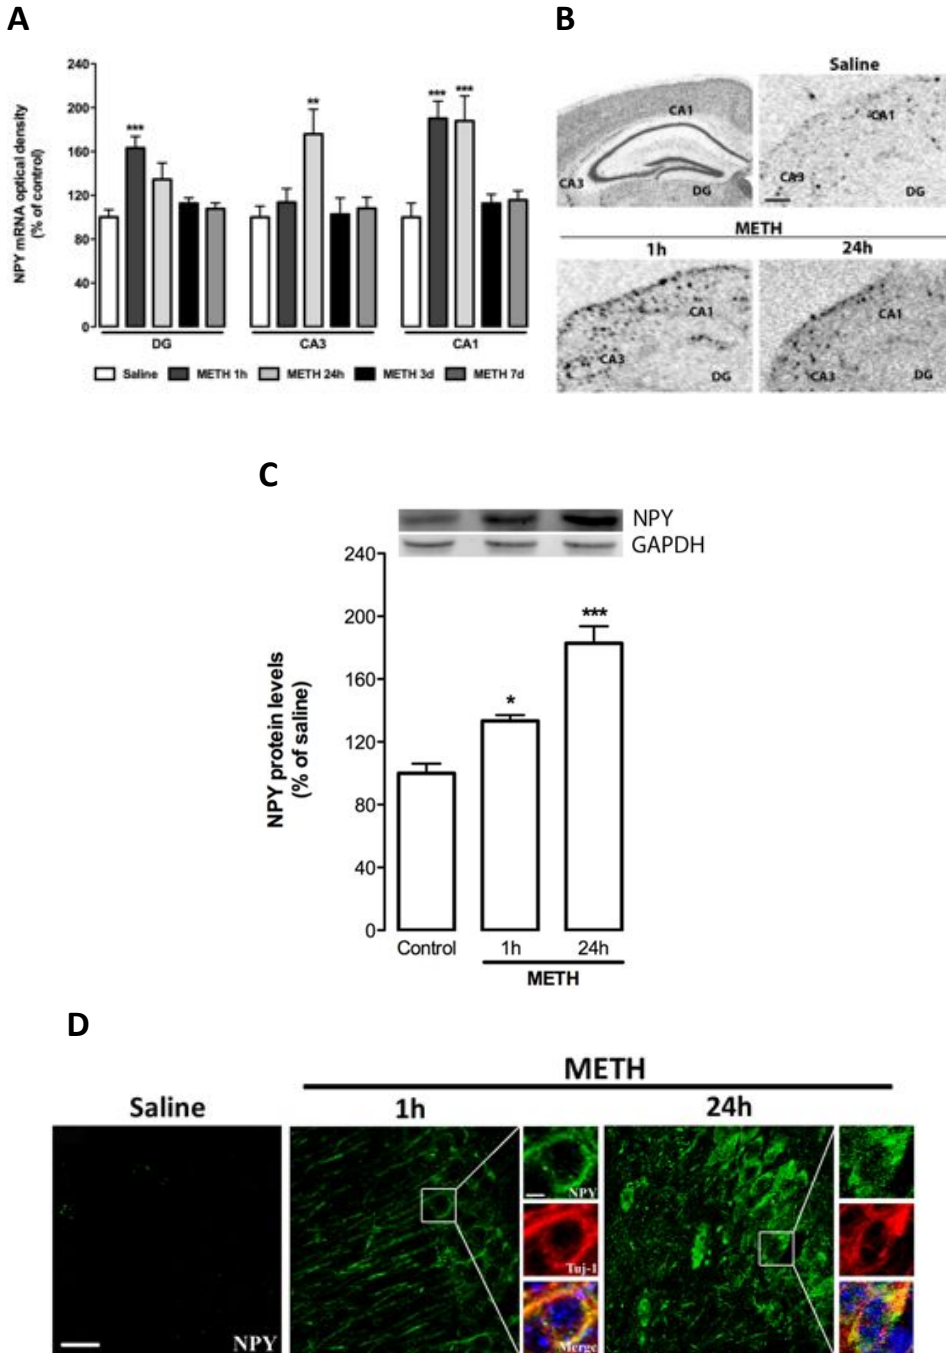 A
NPY mRNA optical density
(% of control)
240
200
160
120
80
40
0
***
**
***
***
DG
CA3
CA1
Saline
METH 1h
METH 24h
METH 3d
METH 7d
B
Saline
CA1
CA3
DG
CA1
CA3
DG
METH
1h
24h
CA1
CA3
DG
CA1
CA3
DG
C
NPY
GAPDH
NPY protein levels
(% of saline)
240
200
160
120
80
40
0
*
***
Control
1h
24h
METH
D
METH
Saline
1h
24h
NPY
NPY
Tuj-1
Merge